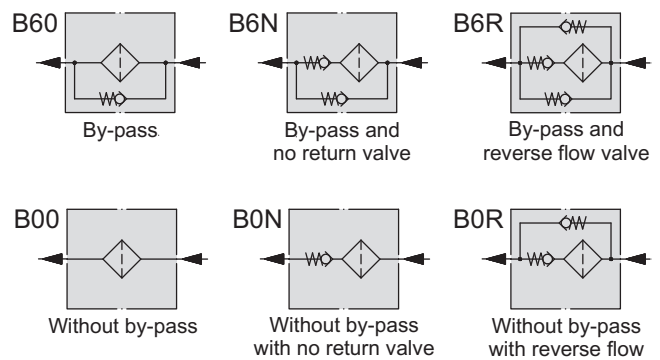 B60
By-pass
B6N
By-pass and
no return valve
B6R
By-pass and
reverse flow valve
B00
Without by-pass
B0N
Without by-pass
with no return valve
B0R
Without by-pass
with reverse flow